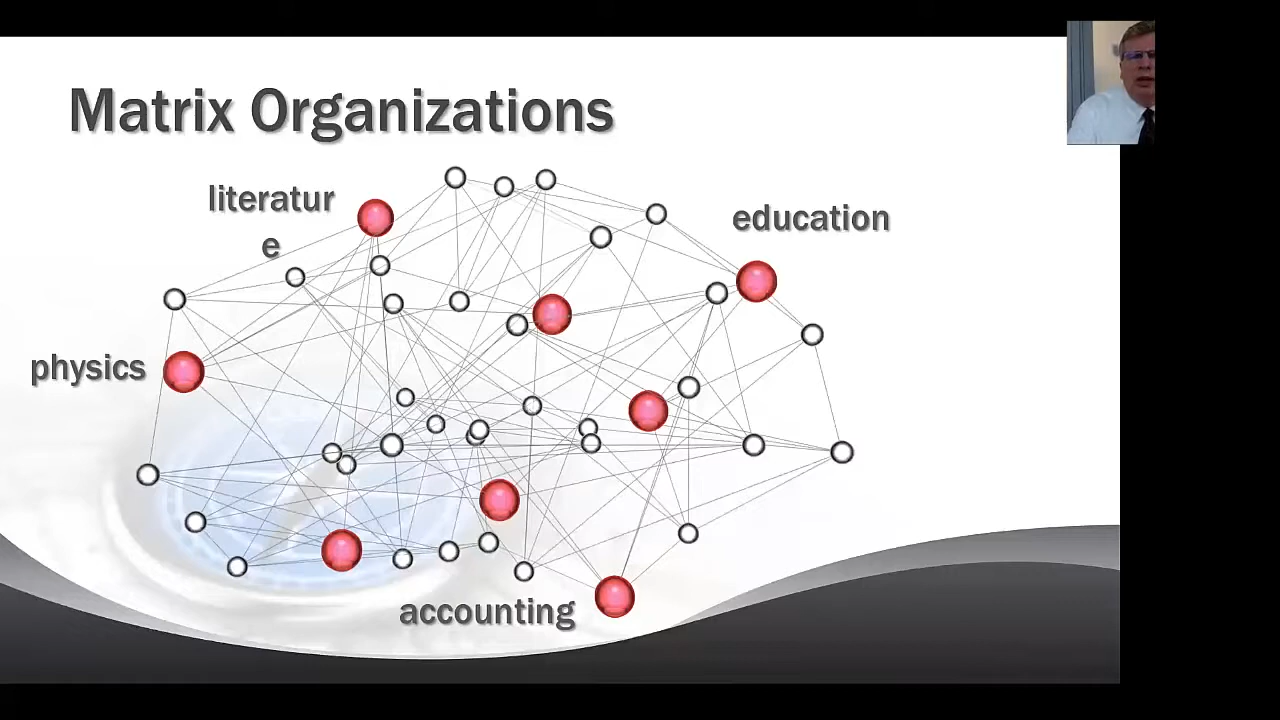 Matrix Organizations
literatur
e
education
physics
accounting